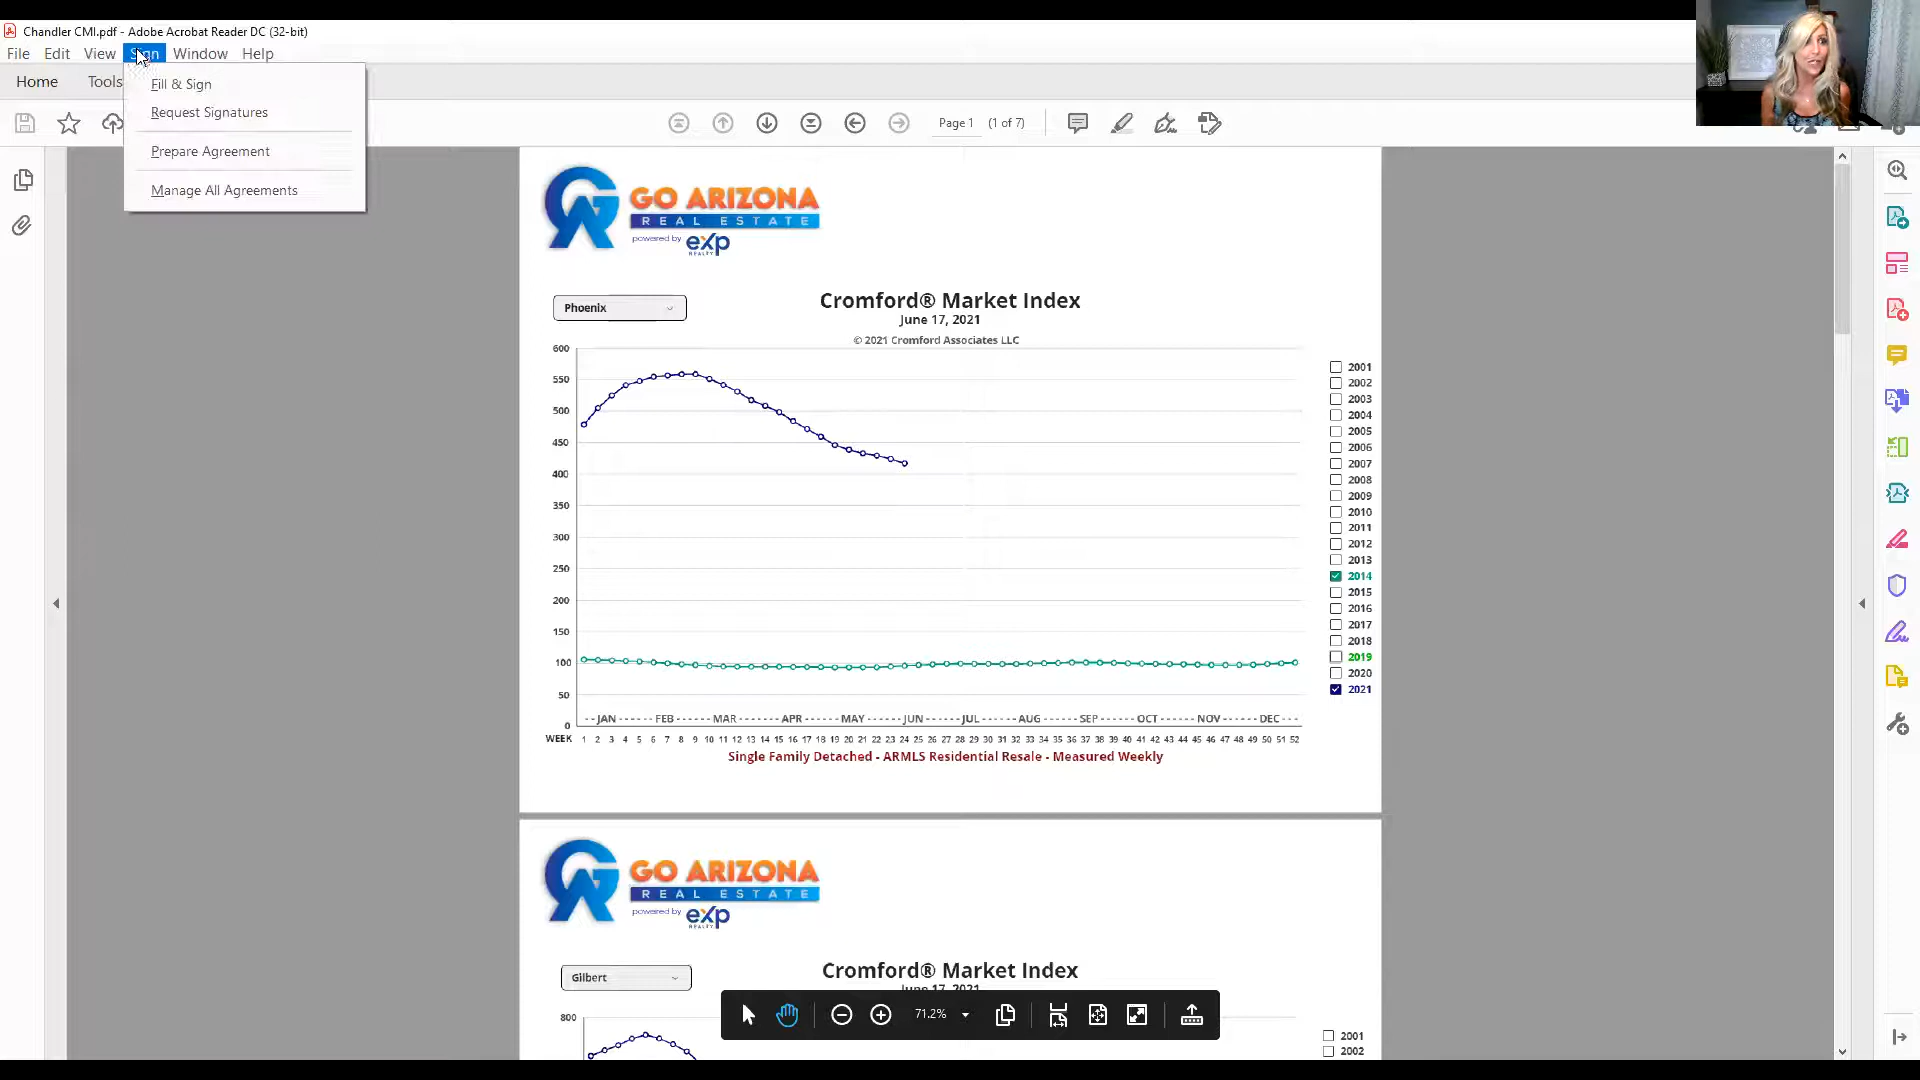 Chandler CMI.pdf - Adobe Acrobat Reader DC (32-bit)
File Edit View Sign Window Help
Home Tools
Fill & Sign
Request Signatures
Prepare Agreement
Manage All Agreements
Page 1 (1 of 7)
GO ARIZONA
REAL ESTATE
powered by exp
REALTY
Phoenix
Cromford® Market Index
June 17, 2021
© 2021 Cromford Associates LLC
600
550
500
450
400
350
300
250
200
150
100
50
0
2001
2002
2003
2004
2005
2006
2007
2008
2009
2010
2011
2012
2013
2014
2015
2016
2017
2018
2019
2020
2021
JAN FEB MAR APR MAY JUN JUL AUG SEP OCT NOV DEC
WEEK 1 2 3 4 5 6 7 8 9 10 11 12 13 14 15 16 17 18 19 20 21 22 23 24 25 26 27 28 29 30 31 32 33 34 35 36 37 38 39 40 41 42 43 44 45 46 47 48 49 50 51 52
Single Family Detached - ARMLS Residential Resale - Measured Weekly
GO ARIZONA
REAL ESTATE
powered by exp
REALTY
Gilbert
Cromford® Market Index
June 17, 2021
800
2001
2002
71.2%